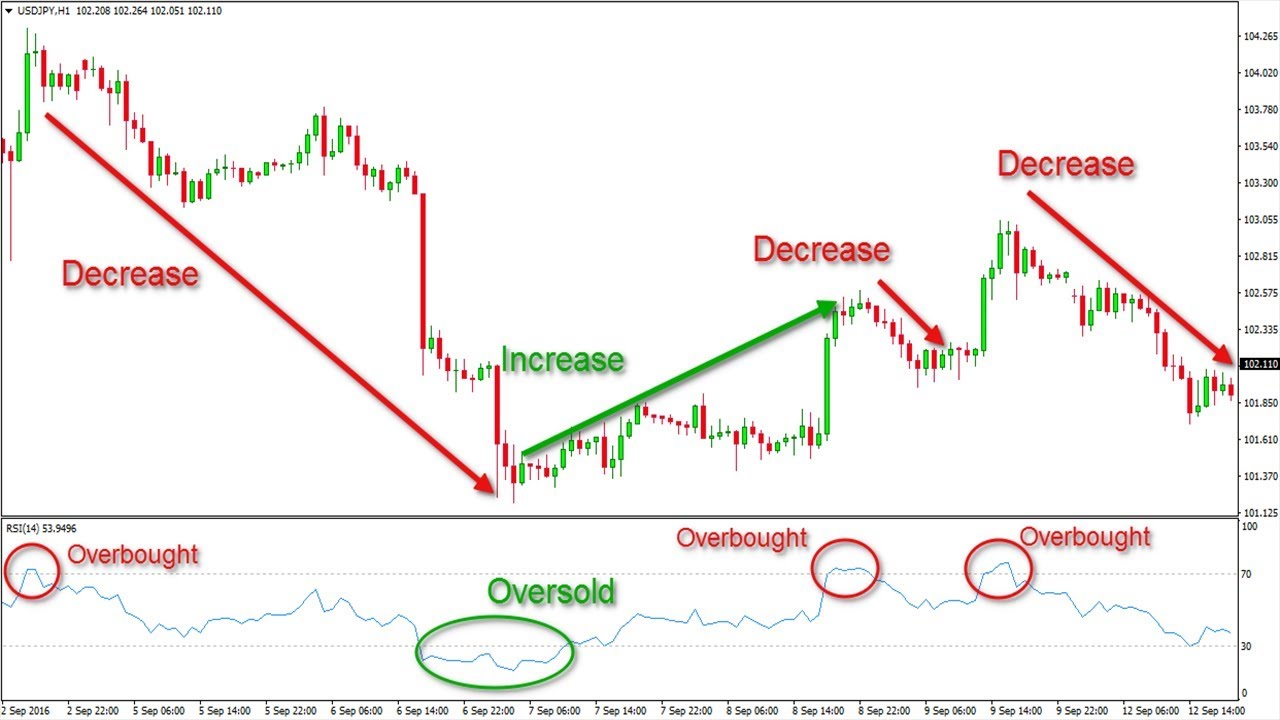 USDJPY,H1 102.208 102.264 102.051 102.110
104.265
104.020
103.780
103.540
Decrease
103.300
103.055
Decrease
102.815
Decrease
102.575
102.335
Increase
102.110
101.850
101.610
101.370
101.125
RSI(14) 53.9496
100
Overbought
Overbought
Overbought
70
Oversold
30
0
2 Sep 2016 2 Sep 22:00 5 Sep 06:00 5 Sep 14:00 5 Sep 22:00 6 Sep 06:00 6 Sep 14:00 6 Sep 22:00 7 Sep 06:00 7 Sep 14:00 7 Sep 22:00 8 Sep 06:00 8 Sep 14:00 8 Sep 22:00 9 Sep 06:00 9 Sep 14:00 9 Sep 22:00 12 Sep 06:00 12 Sep 14:00